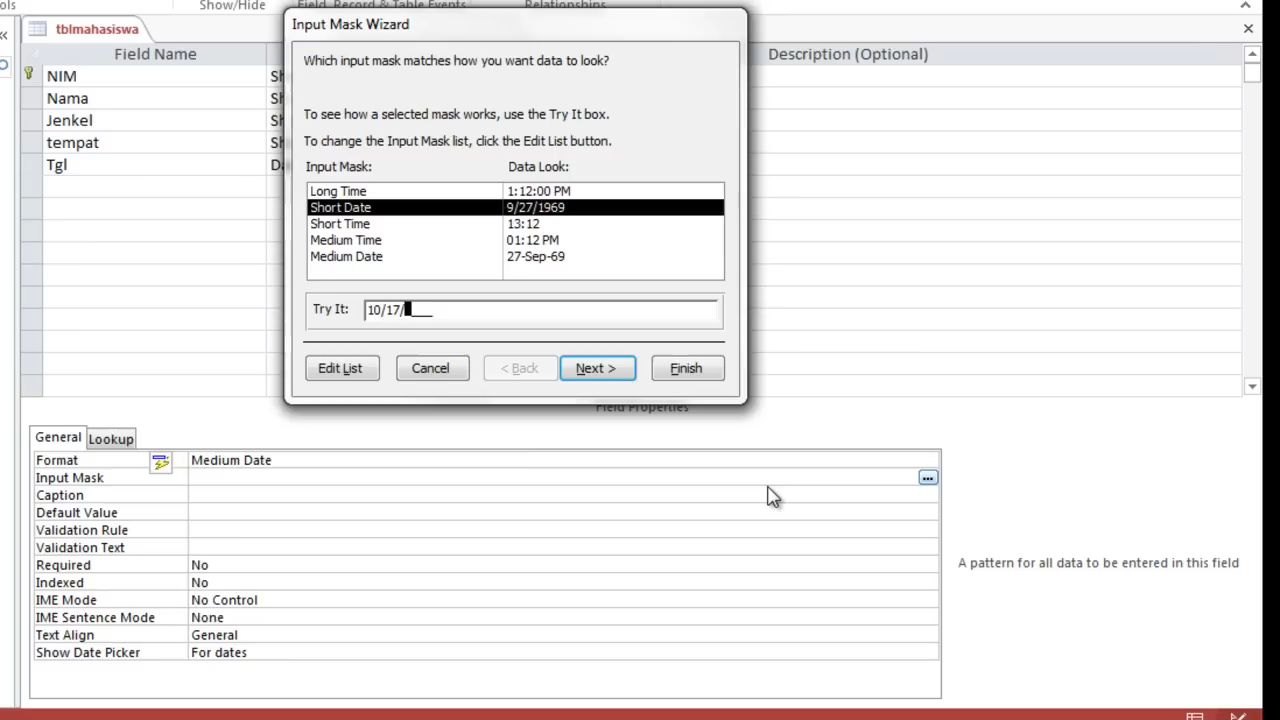 ols
Show/Hide
Field, Record & Table Events
Relationships
tblmahasiswa
Input Mask Wizard
Field Name
Description (Optional)
NIM
Sh
Nama
Sh
Jenkel
Sh
tempat
Sh
Tgl
Da
Which input mask matches how you want data to look?
To see how a selected mask works, use the Try It box.
To change the Input Mask list, click the Edit List button.
Input Mask:
Data Look:
Long Time
1:12:00 PM
Short Date
9/27/1969
Short Time
13:12
Medium Time
01:12 PM
Medium Date
27-Sep-69
Try It:
10/17/____
Edit List
Cancel
< Back
Next >
Finish
Field Properties
General
Lookup
Format
Medium Date
Input Mask
...
Caption
Default Value
Validation Rule
Validation Text
Required
No
Indexed
No
IME Mode
No Control
IME Sentence Mode
None
Text Align
General
Show Date Picker
For dates
A pattern for all data to be entered in this field